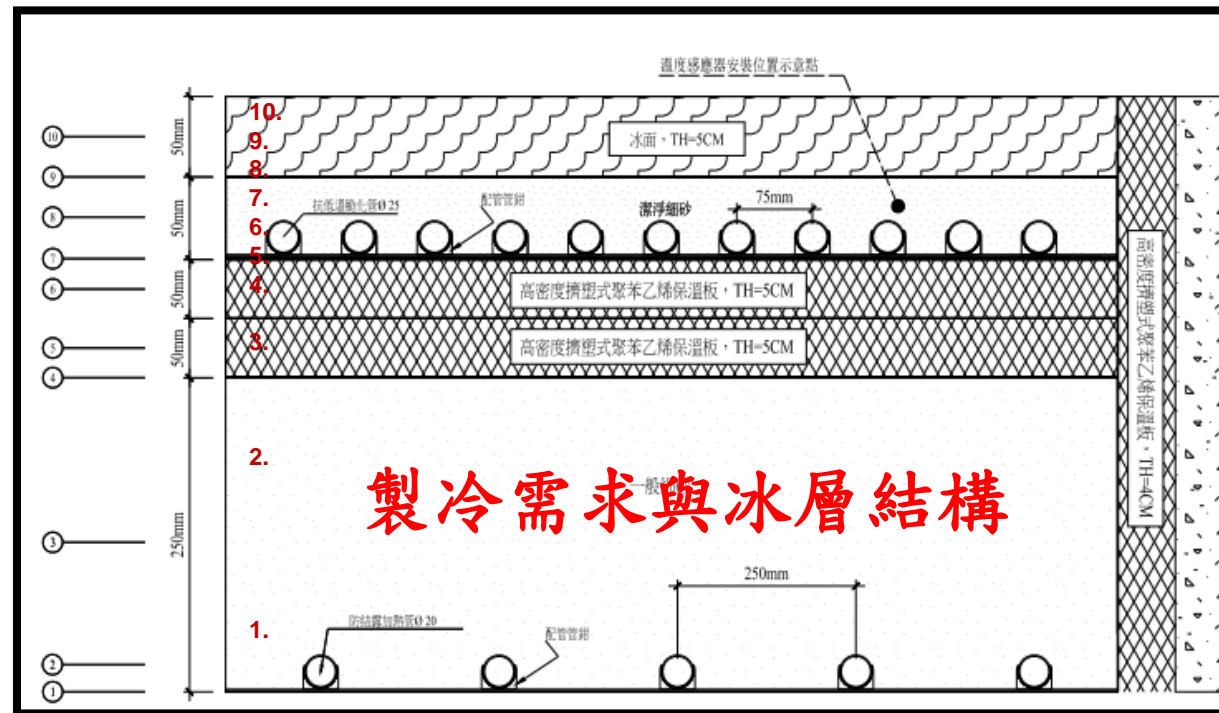 溫度感應器安裝位置示意點
10.
冰面,TH=5CM
9.
8.
50mm
⑩
⑨
7.
抗低溫脆化管Ø 25
配管管鉗
潔淨細砂
75mm
6.
50mm
⑧
⑦
5.
4.
高密度擠塑式聚苯乙烯保溫板,TH=5CM
50mm
⑥
3.
高密度擠塑式聚苯乙烯保溫板,TH=5CM
50mm
⑤
④
高密度擠塑式聚苯乙烯保溫板,TH=4CM
2.
製冷需求與冰層結構
一般
250mm
③
250mm
1.
防結露加熱管Ø 20
配管管鉗
②
①